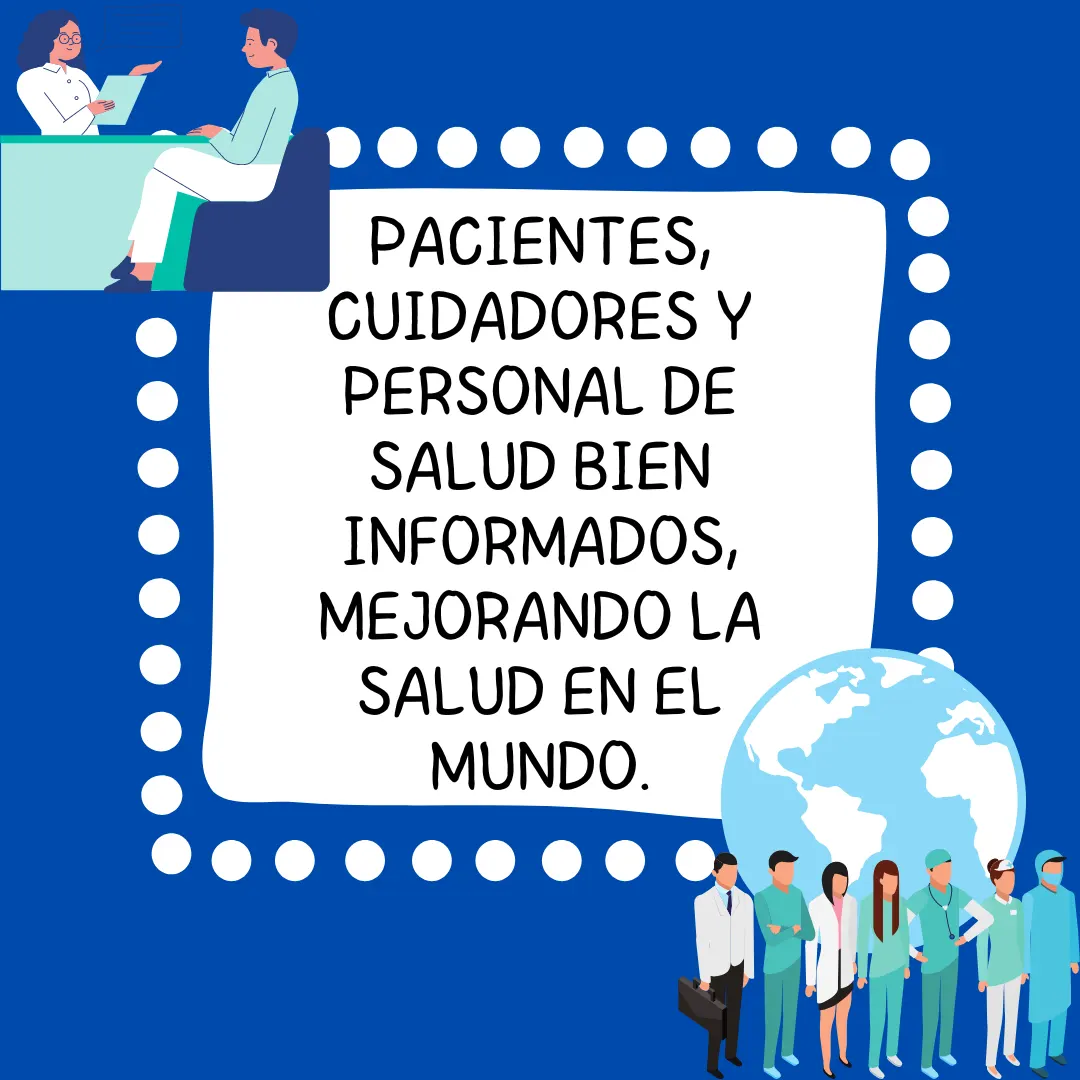 PACIENTES,
CUIDADORES Y
PERSONAL DE
SALUD BIEN
INFORMADOS,
MEJORANDO LA
SALUD EN EL
MUNDO.